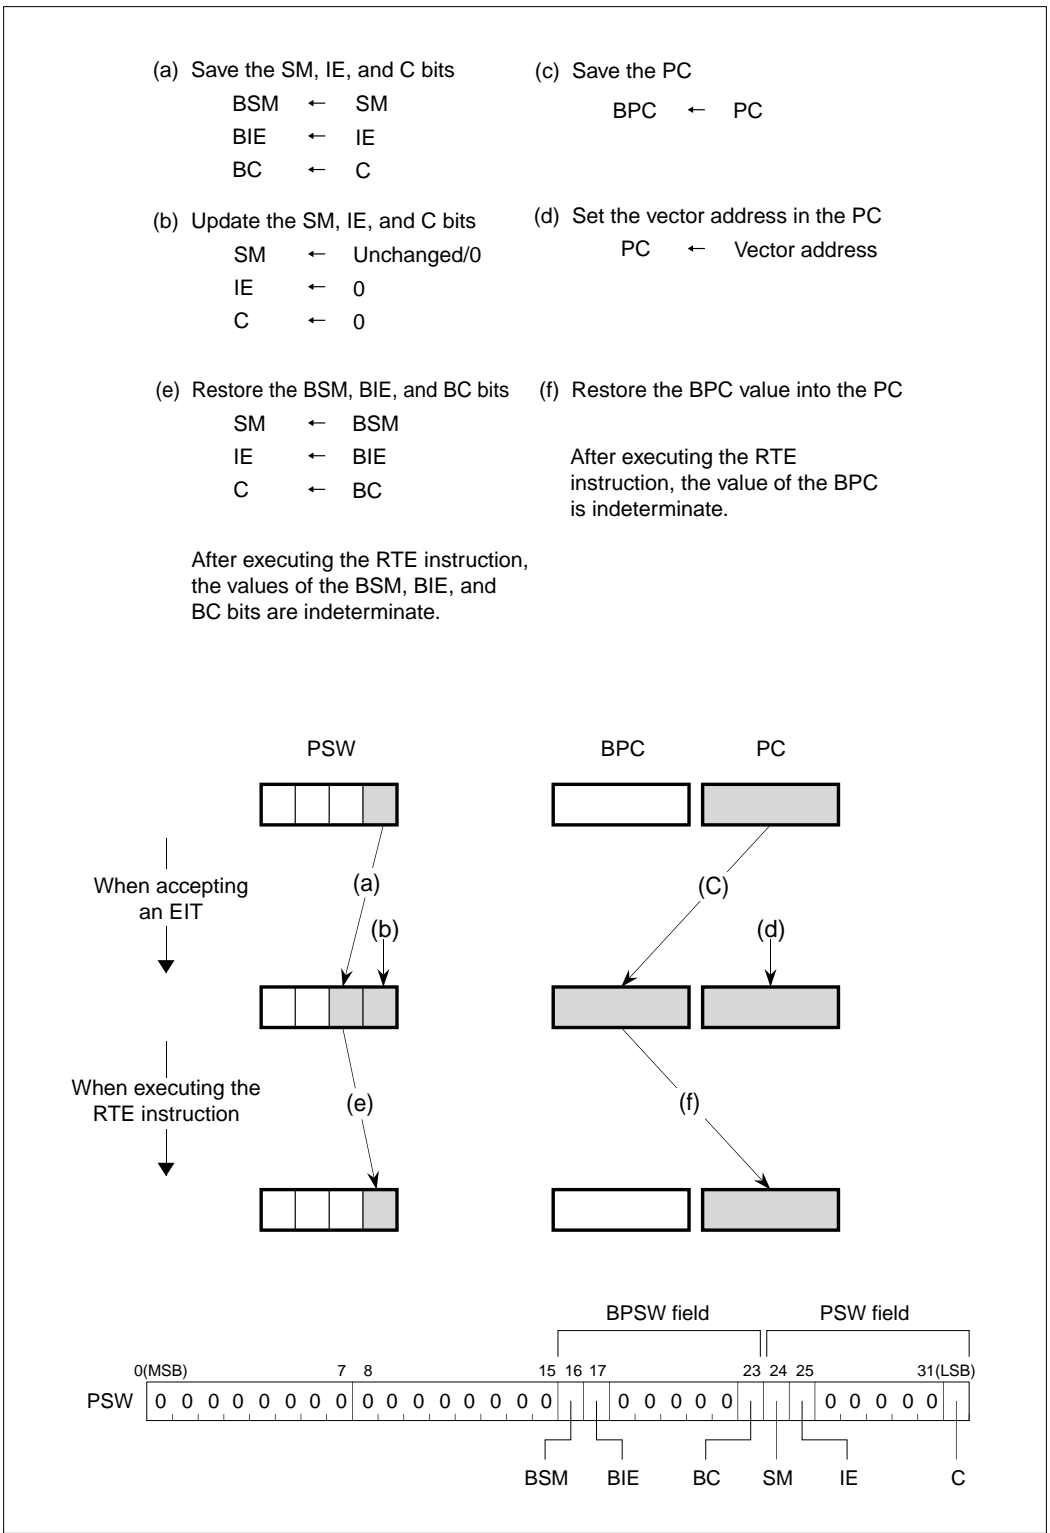 (a) Save the SM, IE, and C bits
BSM ← SM
BIE ← IE
BC ← C
(c) Save the PC
BPC ← PC
(b) Update the SM, IE, and C bits
SM ← Unchanged/0
IE ← 0
C ← 0
(d) Set the vector address in the PC
PC ← Vector address
(e) Restore the BSM, BIE, and BC bits
SM ← BSM
IE ← BIE
C ← BC
After executing the RTE instruction,
the values of the BSM, BIE, and
BC bits are indeterminate.
(f) Restore the BPC value into the PC
After executing the RTE
instruction, the value of the BPC
is indeterminate.
PSW BPC PC
When accepting
an EIT
(a)
(b)
(C)
(d)
When executing the
RTE instruction
(e)
(f)
BPSW field PSW field
0(MSB) 7 8 15 16 17 23 24 25 31(LSB)
PSW 0 0 0 0 0 0 0 0 0 0 0 0 0 0 0 0 0 0 0 0 0 0 0 0 0 0
BSM BIE BC SM IE C